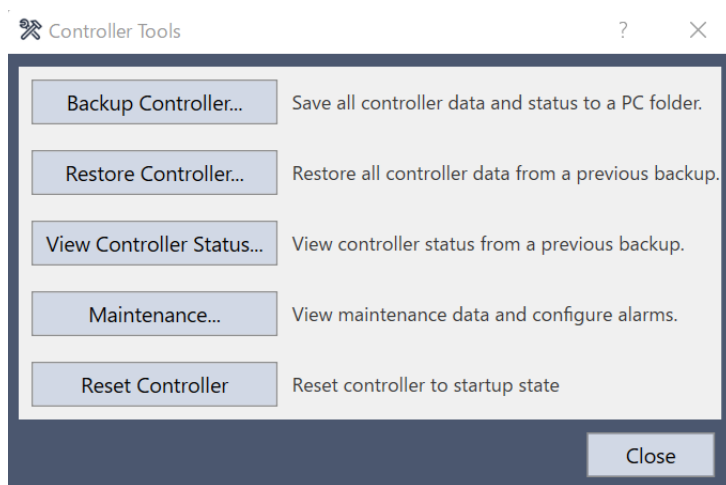 Controller Tools
Backup Controller... Save all controller data and status to a PC folder.
Restore Controller... Restore all controller data from a previous backup.
View Controller Status... View controller status from a previous backup.
Maintenance... View maintenance data and configure alarms.
Reset Controller Reset controller to startup state
Close